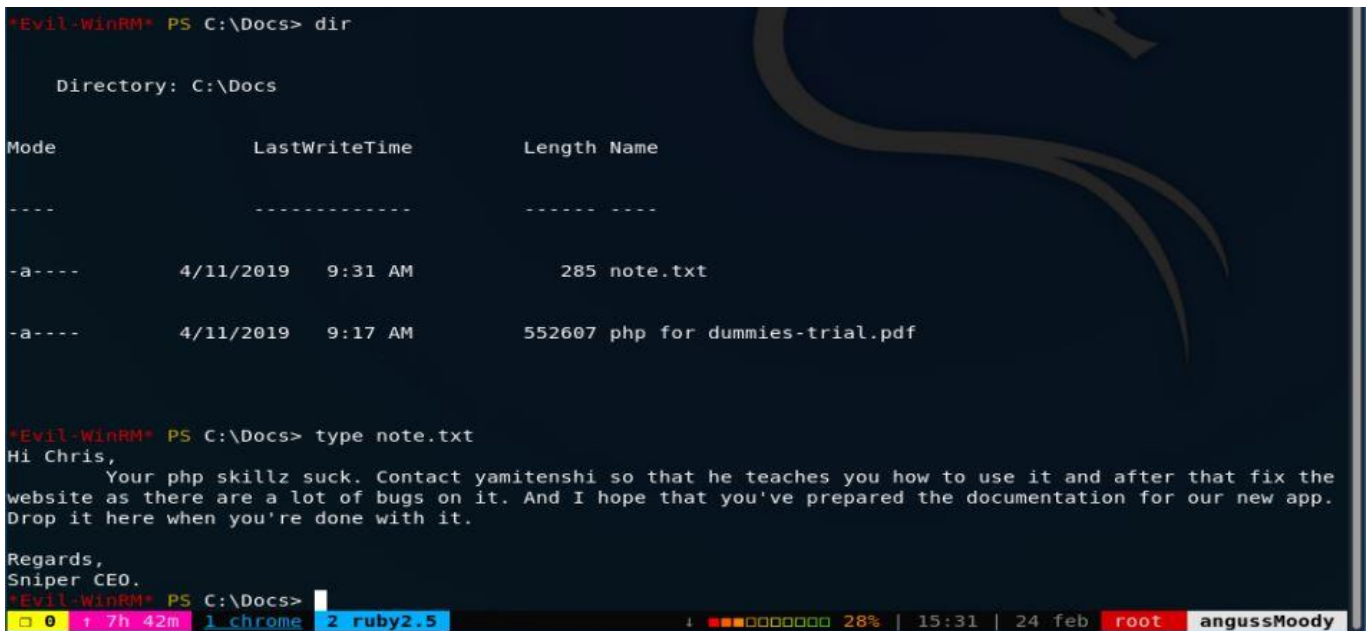 *Evil-WinRM* PS C:\Docs> dir
Directory: C:\Docs
Mode LastWriteTime Length Name
---- ------------- ------ ----
-a---- 4/11/2019 9:31 AM 285 note.txt
-a---- 4/11/2019 9:17 AM 552607 php for dummies-trial.pdf
*Evil-WinRM* PS C:\Docs> type note.txt
Hi Chris,
Your php skillz suck. Contact yamitenshi so that he teaches you how to use it and after that fix the
website as there are a lot of bugs on it. And I hope that you've prepared the documentation for our new app.
Drop it here when you're done with it.
Regards,
Sniper CEO.
*Evil-WinRM* PS C:\Docs>
0 ↑ 7h 42m 1 chrome 2 ruby2.5 ↓ 28% | 15:31 | 24 feb root angussMoody